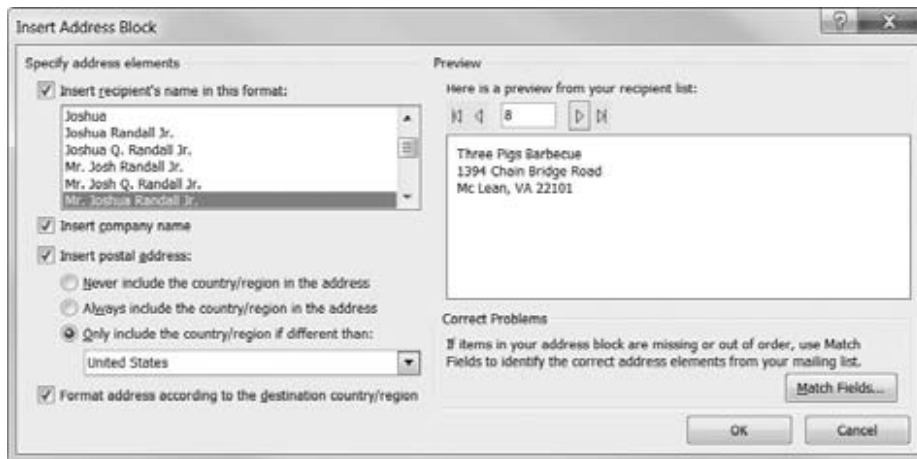 Insert Address Block
Specify address elements
Insert recipient's name in this format:
Joshua
Joshua Randall Jr.
Joshua Q. Randall Jr.
Mr. Josh Randall Jr.
Mr. Josh Q. Randall Jr.
Mr. Joshua Randall Jr.
Insert company name
Insert postal address:
Never include the country/region in the address
Always include the country/region in the address
Only include the country/region if different than:
United States
Format address according to the destination country/region
Preview
Here is a preview from your recipient list:
8
Three Pigs Barbecue
1394 Chain Bridge Road
Mc Lean, VA 22101
Correct Problems
If items in your address block are missing or out of order, use Match
Fields to identify the correct address elements from your mailing list.
Match Fields...
OK
Cancel